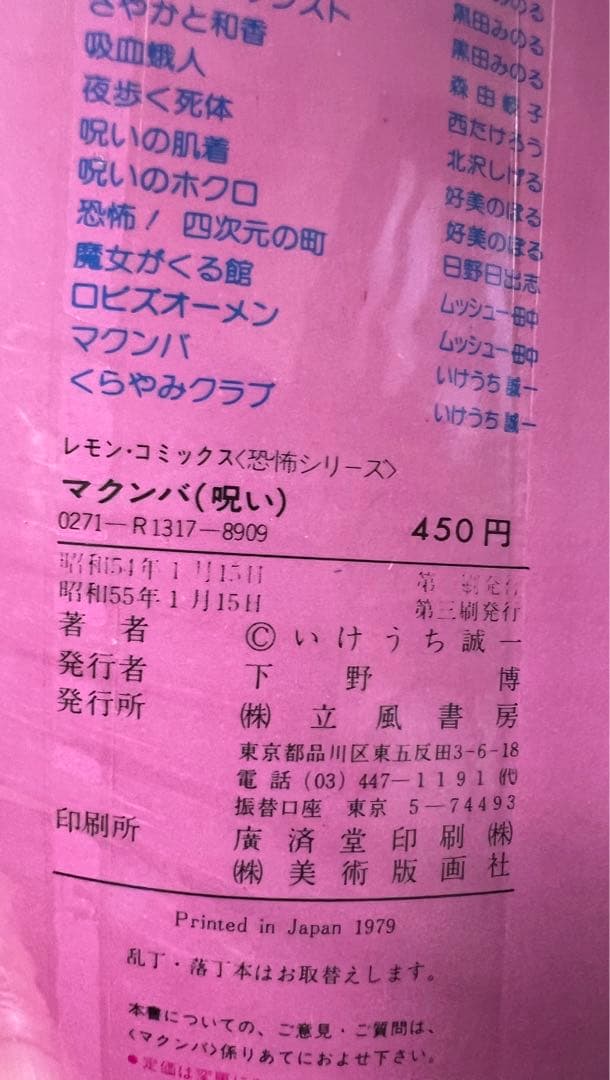 ンスト
さやかと和香 黒田みのる
吸血蛾人 黒田みのる
夜歩く死体 森由岐子
呪いの肌着 西たけろう
呪いのホクロ 北沢しげる
恐怖！ 四次元の町 好美のぼる
魔女がくる館 好美のぼる
ロビズオーメン 日野日出志
マクンバ ムッシュー田中
くらやみクラブ ムッシュー田中
いけうち誠一
いけうち誠一
レモン・コミックス〈恐怖シリーズ〉
マクンバ(呪い)
0271―R1317―8909 450円
昭和54年1月15日 第一刷発行
昭和55年1月15日 第三刷発行
著者 ©いけうち誠一
発行者 下野博
発行所 ㈱立風書房
東京都品川区東五反田3-6-18
電話 (03) 447―1191 ㈹
振替口座 東京 5―74493
印刷所 廣済堂印刷㈱
㈱美術版画社
Printed in Japan 1979
乱丁・落丁本はお取替えします。
本書についての、ご意見・ご質問は、
〈マクンバ〉係りあてにおよせ下さい。
●定価は変更に